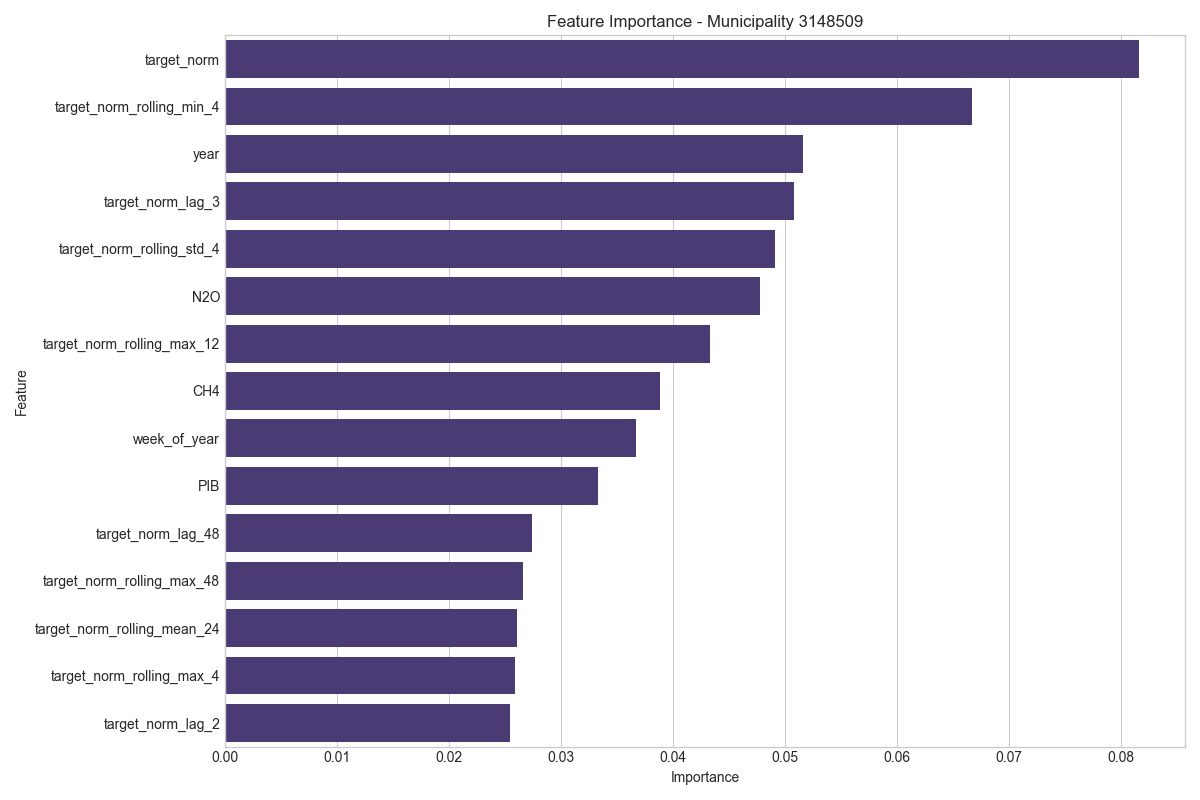 Feature Importance - Municipality 3148509
target_norm
target_norm_rolling_min_4
year
target_norm_lag_3
target_norm_rolling_std_4
N2O
target_norm_rolling_max_12
CH4
week_of_year
PIB
target_norm_lag_48
target_norm_rolling_max_48
target_norm_rolling_mean_24
target_norm_rolling_max_4
target_norm_lag_2
Feature
0.00 0.01 0.02 0.03 0.04 0.05 0.06 0.07 0.08
Importance